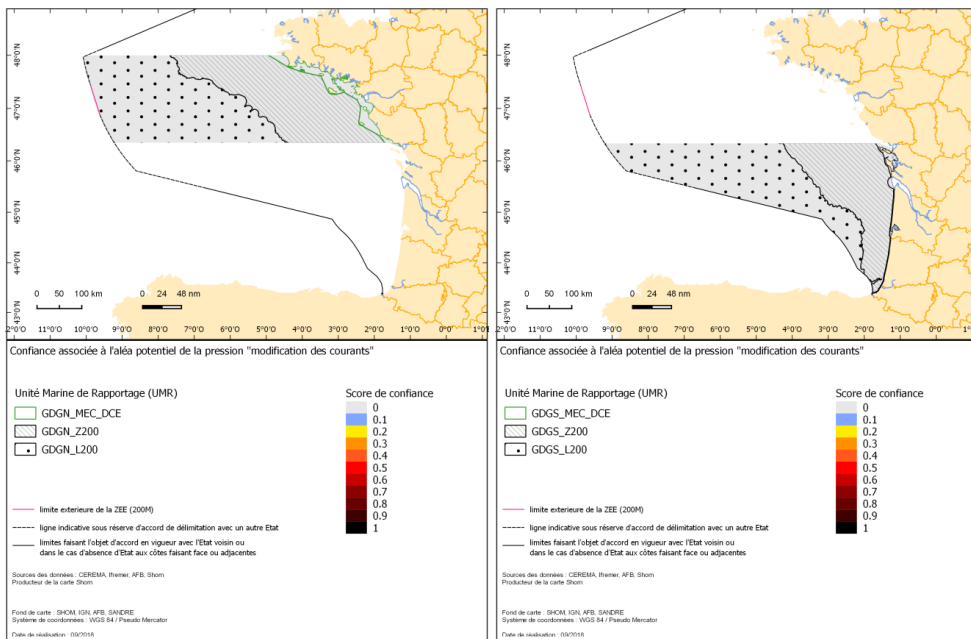 48°0'N
47°0'N
46°0'N
45°0'N
44°0'N
43°0'N
0 50 100 km
0 24 48 nm
2°0'O 11°0'O 10°0'O 9°0'O 8°0'O 7°0'O 6°0'O 5°0'O 4°0'O 3°0'O 2°0'O 1°0'O 0°0' 1°01
Confiance associée à l'aléa potentiel de la pression "modification des courants"
Unité Marine de Rapportage (UMR)
GDGN_MEC_DCE
GDGN_Z200
GDGN_L200
Score de confiance
0
0.1
0.2
0.3
0.4
0.5
0.6
0.7
0.8
0.9
1
limite exterieure de la ZEE (200M)
ligne indicative sous réserve d'accord de délimitation avec un autre Etat
limites faisant l'objet d'accord en vigueur avec l'Etat voisin ou
dans le cas d'absence d'Etat aux côtes faisant face ou adjacentes
Sources des données : CEREMA, Ifremer, AFB, Shom
Producteur de la carte Shom
Fond de carte : SHOM, IGN, AFB, SANDRE
Système de coordonnées : WGS 84 / Pseudo Mercator
Date de réalisation : 09/2018
48°0'N
47°0'N
46°0'N
45°0'N
44°0'N
43°0'N
0 50 100 km
0 24 48 nm
2°0'O 11°0'O 10°0'O 9°0'O 8°0'O 7°0'O 6°0'O 5°0'O 4°0'O 3°0'O 2°0'O 1°0'O 0°0' 1°01
Confiance associée à l'aléa potentiel de la pression "modification des courants"
Unité Marine de Rapportage (UMR)
GDGS_MEC_DCE
GDGS_Z200
GDGS_L200
Score de confiance
0
0.1
0.2
0.3
0.4
0.5
0.6
0.7
0.8
0.9
1
limite exterieure de la ZEE (200M)
ligne indicative sous réserve d'accord de délimitation avec un autre Etat
limites faisant l'objet d'accord en vigueur avec l'Etat voisin ou
dans le cas d'absence d'Etat aux côtes faisant face ou adjacentes
Sources des données : CEREMA, Ifremer, AFB, Shom
Producteur de la carte Shom
Fond de carte : SHOM, IGN, AFB, SANDRE
Système de coordonnées : WGS 84 / Pseudo Mercator
Date de réalisation : 09/2018